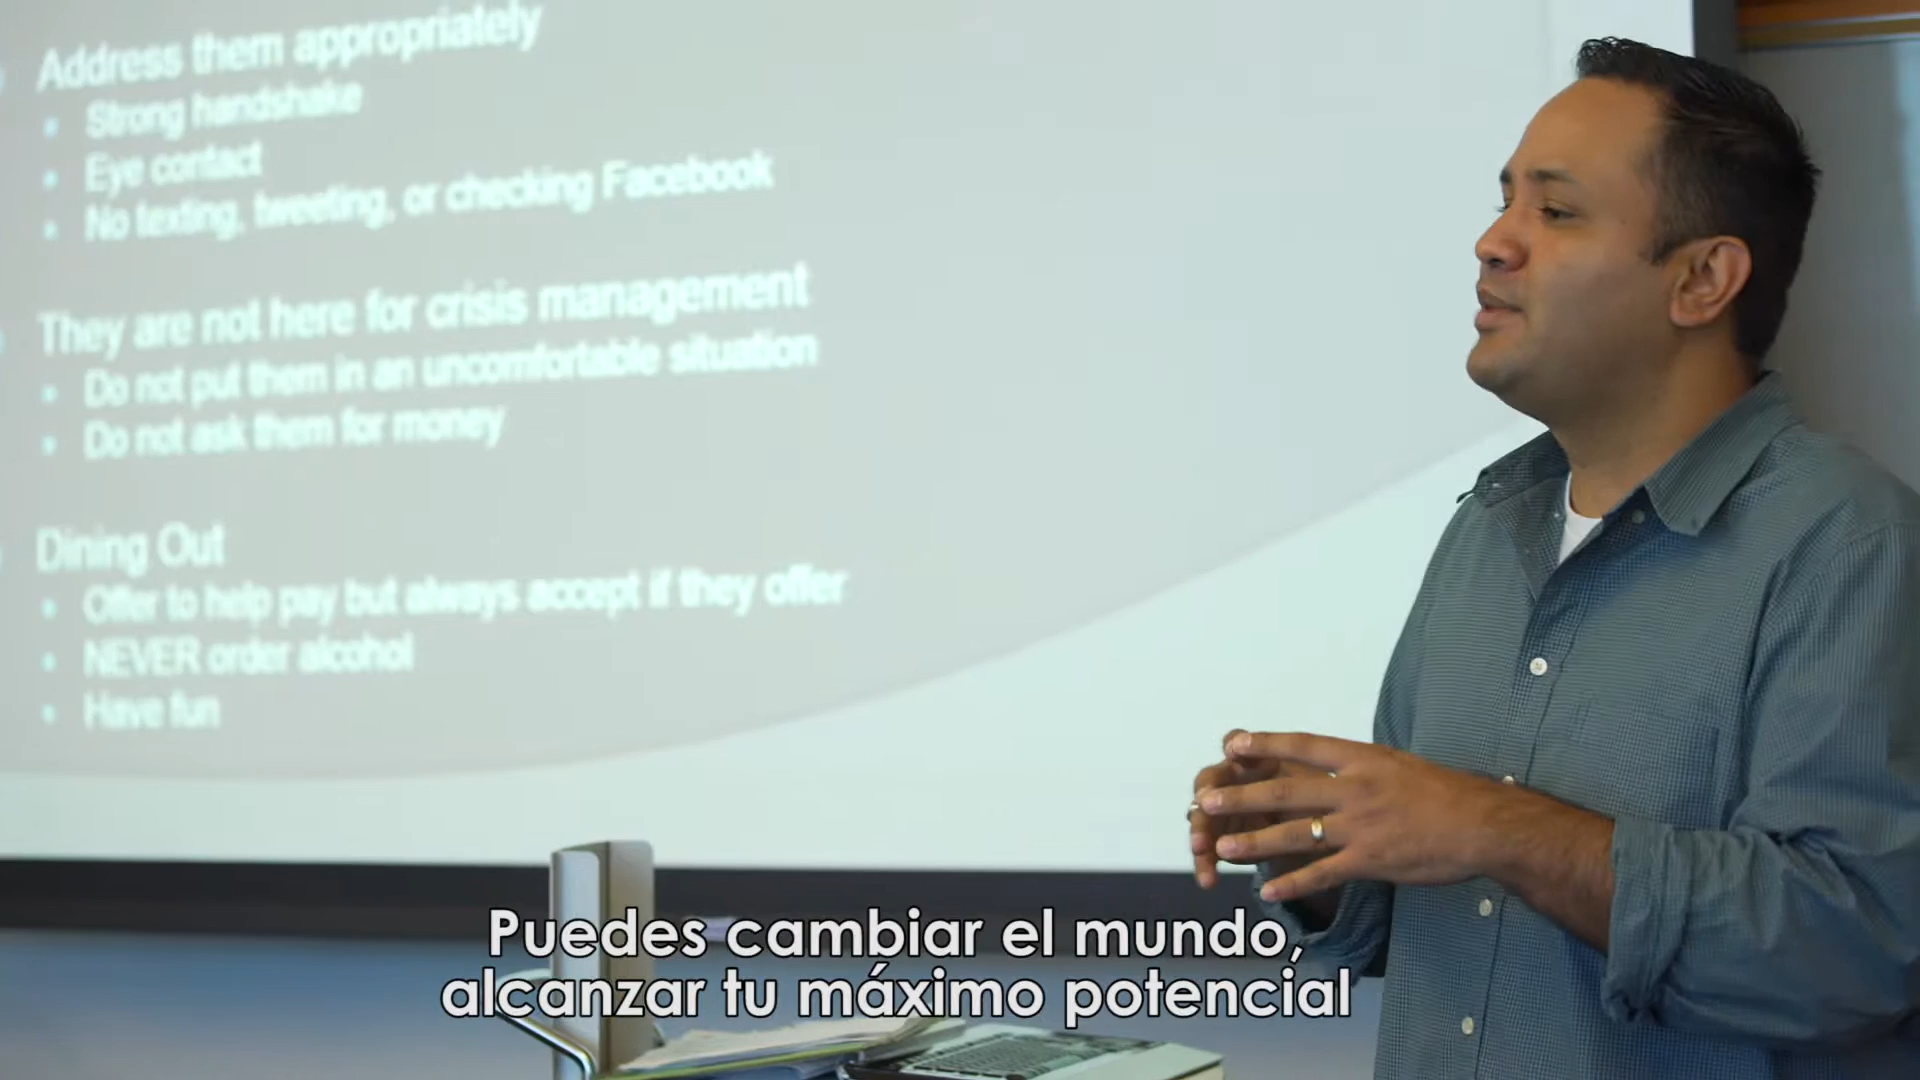 Address them appropriately
Strong handshake
Eye contact
No texting, tweeting, or checking Facebook
They are not here for crisis management
Do not put them in an uncomfortable situation
Do not ask them for money
Dining Out
Offer to help pay but always accept if they offer
NEVER order alcohol
Have fun
Puedes cambiar el mundo,
alcanzar tu máximo potencial